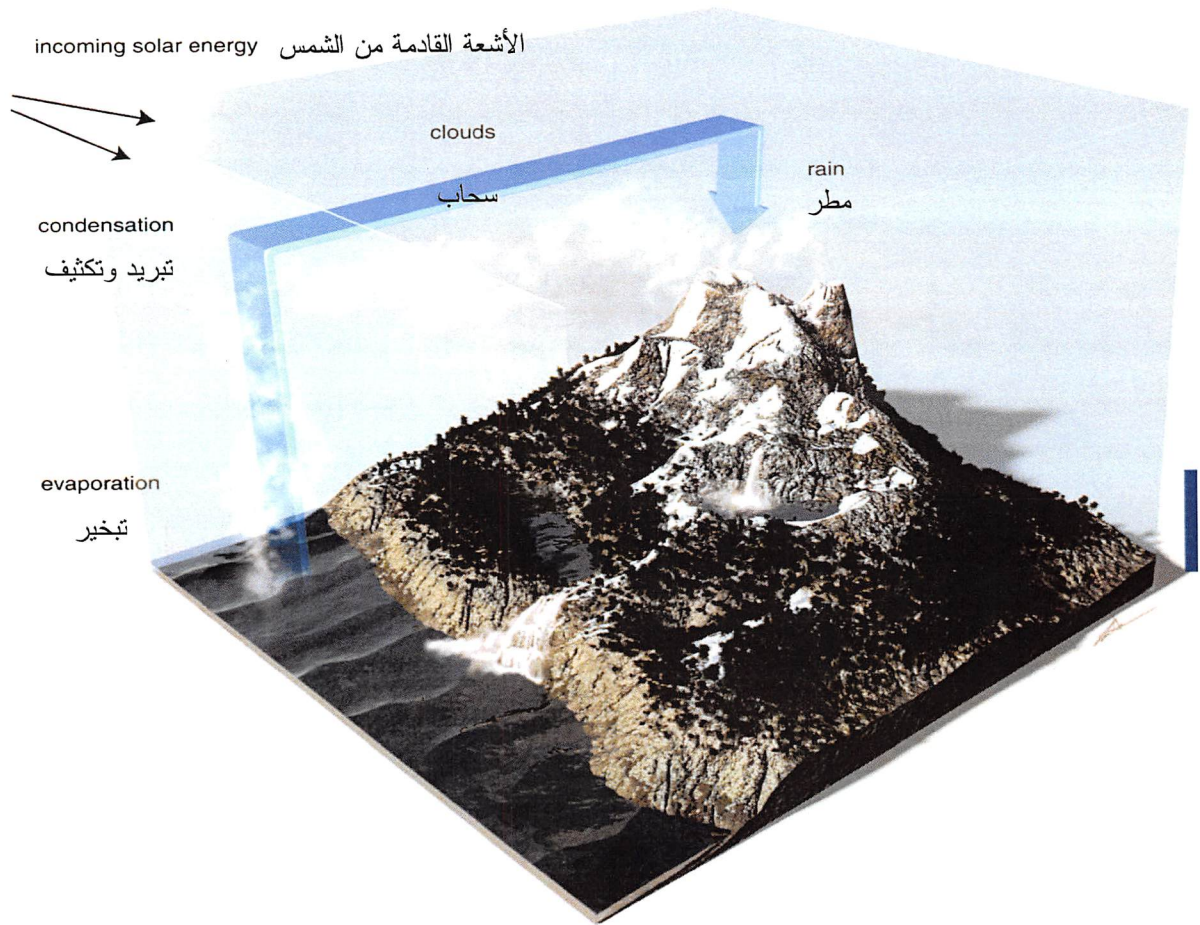 incoming solar energy الأشعة القادمة من الشمس
clouds
سحاب
rain
مطر
condensation
تبريد وتكثيف
evaporation
تبخير